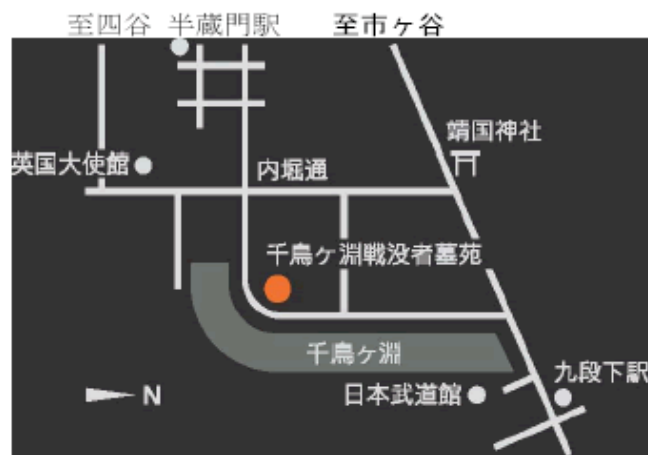 至四谷 半蔵門駅 至市ヶ谷
靖国神社
英国大使館
内堀通
千鳥ヶ淵戦没者墓苑
千鳥ヶ淵
九段下駅
日本武道館
N